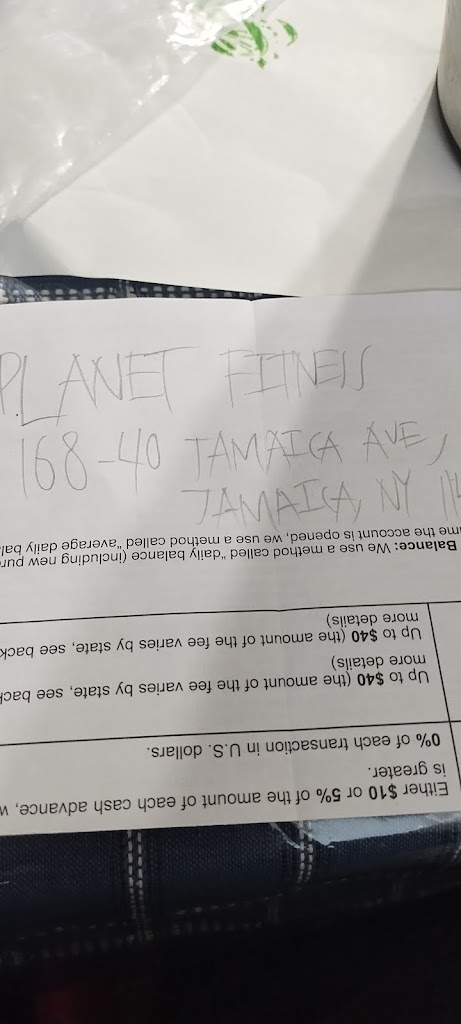 PLANET FITNESS
168-40 JAMAICA AVE,
JAMAICA, NY 11
Either $10 or 5% of the amount of each cash advance,
is greater.
0% of each transaction in U.S. dollars.
Up to $40 (the amount of the fee varies by state, see back
more details)
Up to $40 (the amount of the fee varies by state, see back
more details)
Balance: We use a method called "daily balance (including new
the account is opened, we use a method called "average daily